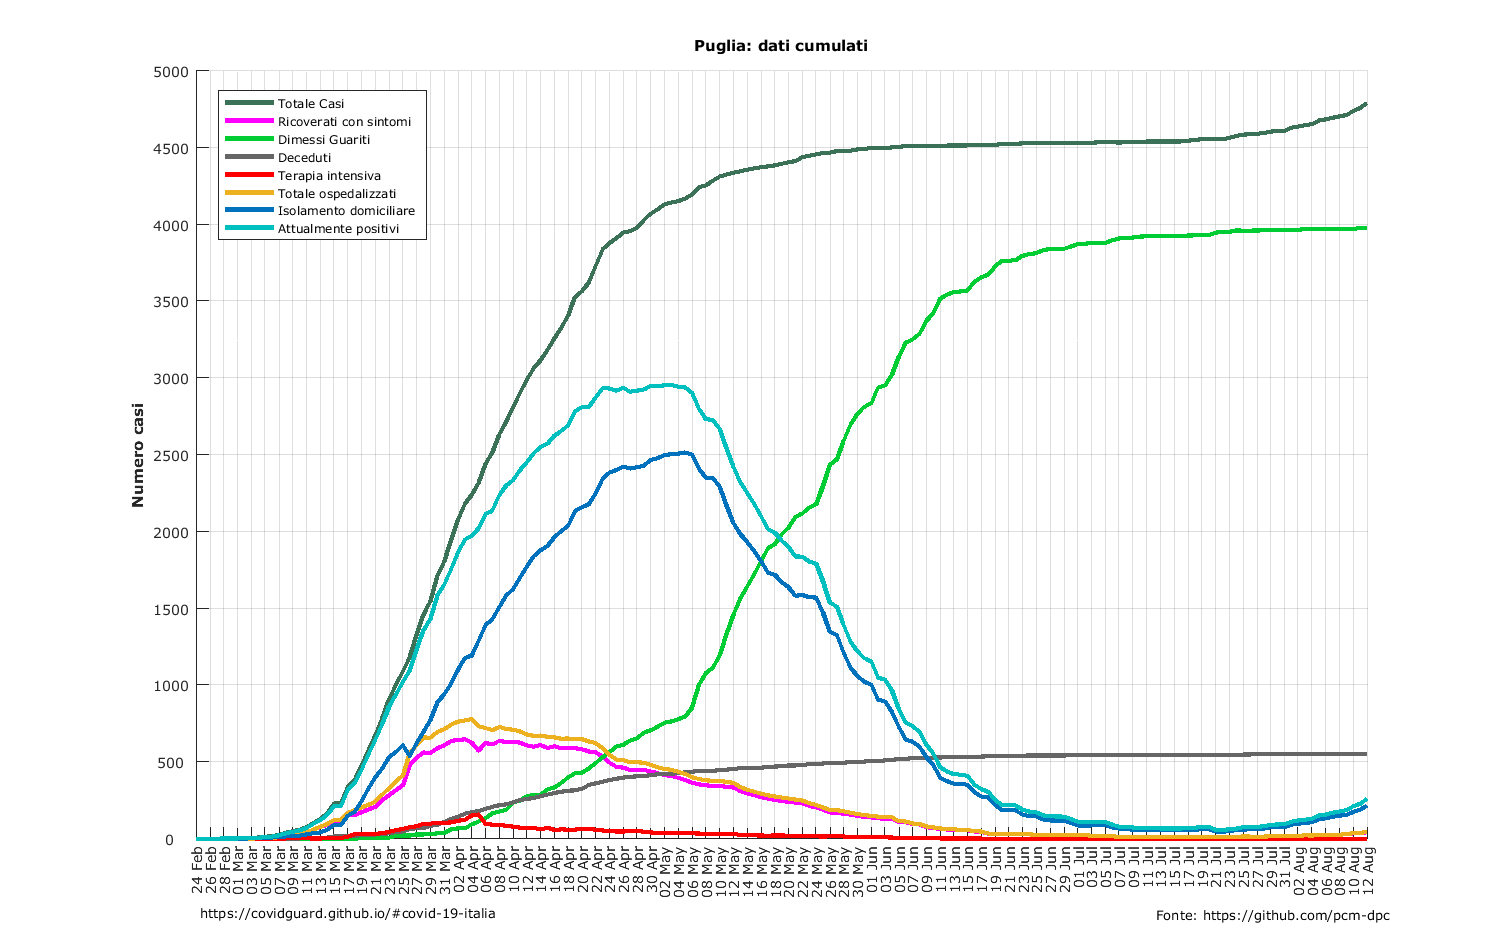 Puglia: dati cumulati
5000
4500
4000
3500
3000
2500
2000
1500
1000
500
0
Numero casi
Totale Casi
Ricoverati con sintomi
Dimessi Guariti
Deceduti
Terapia intensiva
Totale ospedalizzati
Isolamento domiciliare
Attualmente positivi
24 Feb
26 Feb
28 Feb
01 Mar
03 Mar
05 Mar
07 Mar
09 Mar
11 Mar
13 Mar
15 Mar
17 Mar
19 Mar
21 Mar
23 Mar
25 Mar
27 Mar
29 Mar
31 Mar
02 Apr
04 Apr
06 Apr
08 Apr
10 Apr
12 Apr
14 Apr
16 Apr
18 Apr
20 Apr
22 Apr
24 Apr
26 Apr
28 Apr
30 Apr
02 May
04 May
06 May
08 May
10 May
12 May
14 May
16 May
18 May
20 May
22 May
24 May
26 May
28 May
30 May
01 Jun
03 Jun
05 Jun
07 Jun
09 Jun
11 Jun
13 Jun
15 Jun
17 Jun
19 Jun
21 Jun
23 Jun
25 Jun
27 Jun
29 Jun
01 Jul
03 Jul
05 Jul
07 Jul
09 Jul
11 Jul
13 Jul
15 Jul
17 Jul
19 Jul
21 Jul
23 Jul
25 Jul
27 Jul
29 Jul
31 Jul
02 Aug
04 Aug
06 Aug
08 Aug
10 Aug
12 Aug
https://covidguard.github.io/#covid-19-italia
Fonte: https://github.com/pcm-dpc